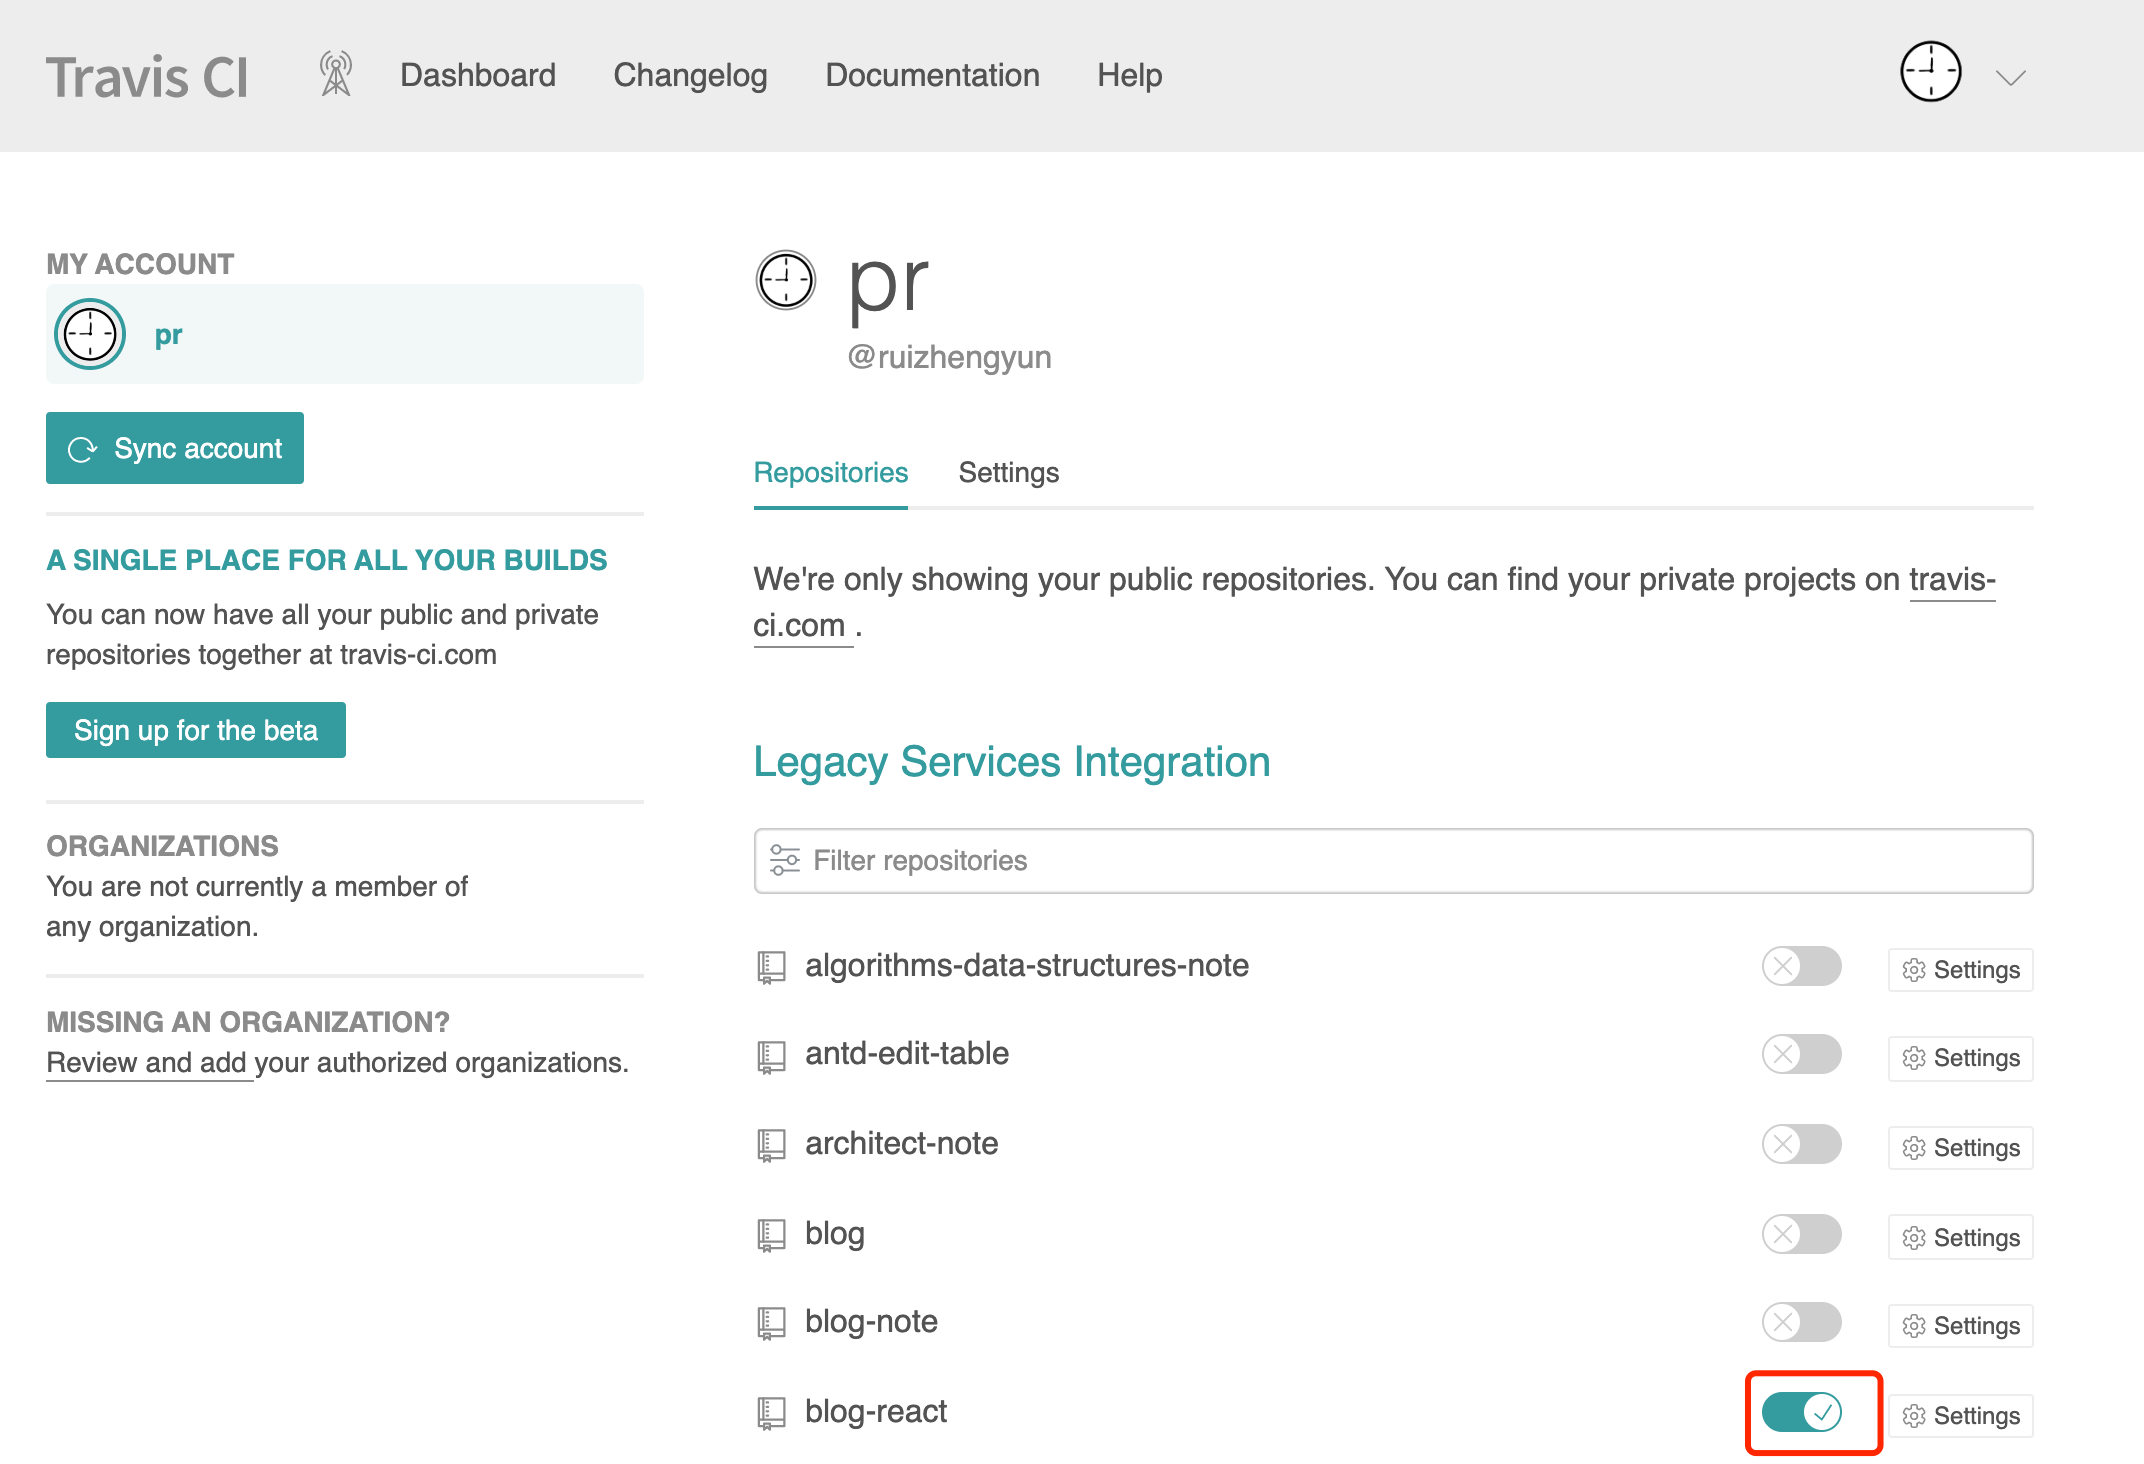 Travis CI
Dashboard
Changelog
Documentation
Help
MY ACCOUNT
pr
Sync account
A SINGLE PLACE FOR ALL YOUR BUILDS
You can now have all your public and private
repositories together at travis-ci.com
Sign up for the beta
ORGANIZATIONS
You are not currently a member of
any organization.
MISSING AN ORGANIZATION?
Review and add your authorized organizations.
pr
@ruizhengyun
Repositories
Settings
We're only showing your public repositories. You can find your private projects on travis-
ci.com .
Legacy Services Integration
Filter repositories
algorithms-data-structures-note
Settings
antd-edit-table
Settings
architect-note
Settings
blog
Settings
blog-note
Settings
blog-react
Settings